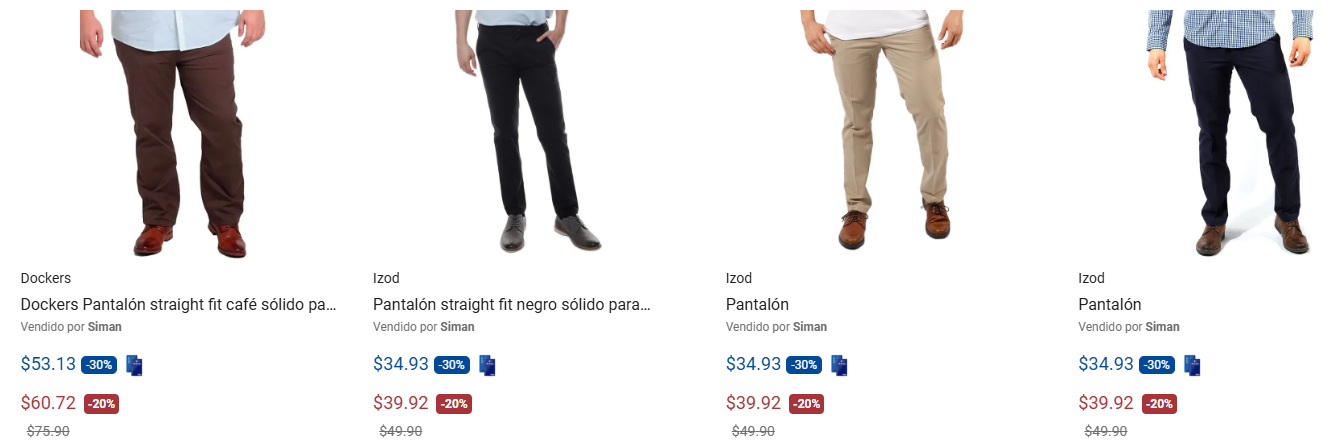 Dockers
Dockers Pantalón straight fit café sólido pa...
Vendido por Siman
$53.13 -30%
$60.72 -20%
$75.90
Izod
Pantalón straight fit negro sólido para...
Vendido por Siman
$34.93 -30%
$39.92 -20%
$49.90
Izod
Pantalón
Vendido por Siman
$34.93 -30%
$39.92 -20%
$49.90
Izod
Pantalón
Vendido por Siman
$34.93 -30%
$39.92 -20%
$49.90